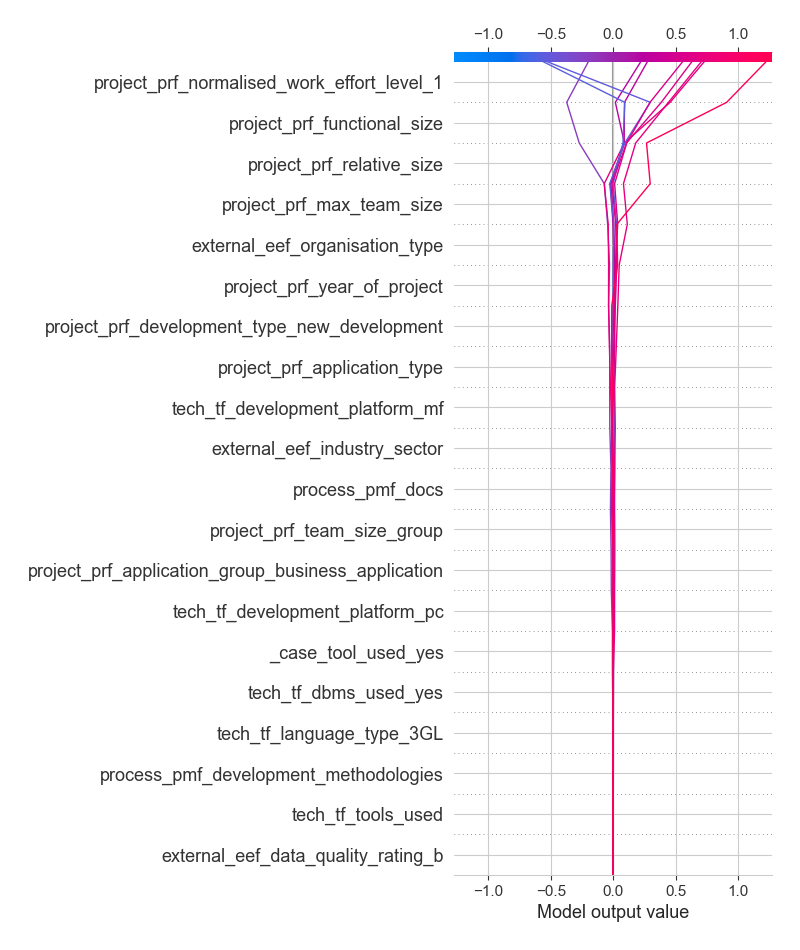 −1.0 −0.5 0.0 0.5 1.0
project_prf_normalised_work_effort_level_1
project_prf_functional_size
project_prf_relative_size
project_prf_max_team_size
external_eef_organisation_type
project_prf_year_of_project
project_prf_development_type_new_development
project_prf_application_type
tech_tf_development_platform_mf
external_eef_industry_sector
process_pmf_docs
project_prf_team_size_group
project_prf_application_group_business_application
tech_tf_development_platform_pc
_case_tool_used_yes
tech_tf_dbms_used_yes
tech_tf_language_type_3GL
process_pmf_development_methodologies
tech_tf_tools_used
external_eef_data_quality_rating_b
−1.0 −0.5 0.0 0.5 1.0
Model output value